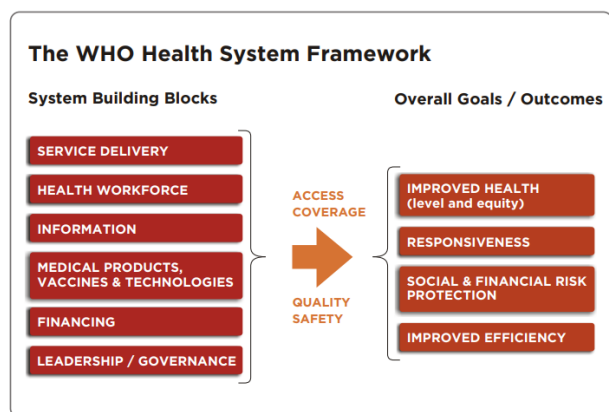 The WHO Health System Framework
System Building Blocks
SERVICE DELIVERY
HEALTH WORKFORCE
INFORMATION
MEDICAL PRODUCTS,
VACCINES & TECHNOLOGIES
FINANCING
LEADERSHIP / GOVERNANCE
ACCESS
COVERAGE
QUALITY
SAFETY
Overall Goals / Outcomes
IMPROVED HEALTH
(level and equity)
RESPONSIVENESS
SOCIAL & FINANCIAL RISK
PROTECTION
IMPROVED EFFICIENCY